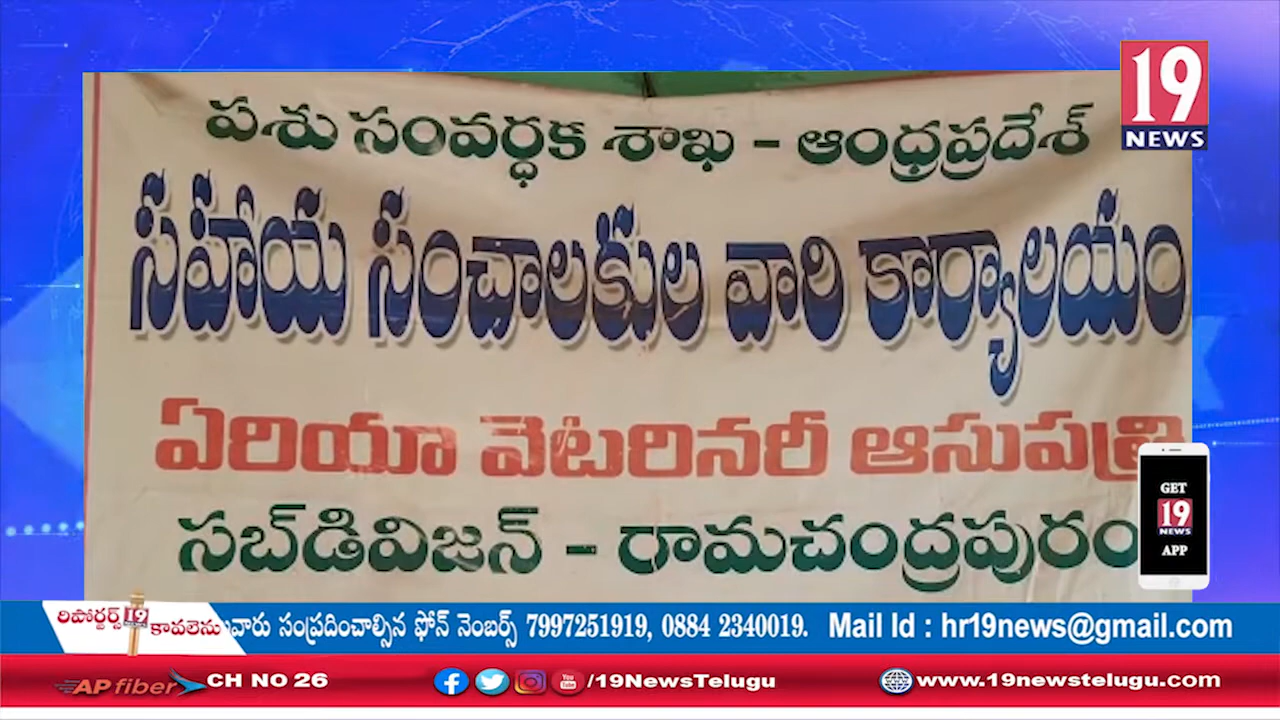 19
NEWS
పశు సంవర్ధక శాఖ - ఆంధ్రప్రదేశ్
సహాయ సంచాలకుల వారి కార్యాలయం
ఏరియా వెటరినరీ ఆసుపత్రి
సబ్‌డివిజన్ - రామచంద్రపురం
GET
19
NEWS
APP
రిపోర్టర్స్ 19
కావలెను
వారు సంప్రదించాల్సిన ఫోన్ నెంబర్స్ 7997251919, 0884 2340019. Mail Id : hr19news@gmail.com
AP fiber CH NO 26 /19NewsTelugu www.19newstelugu.com